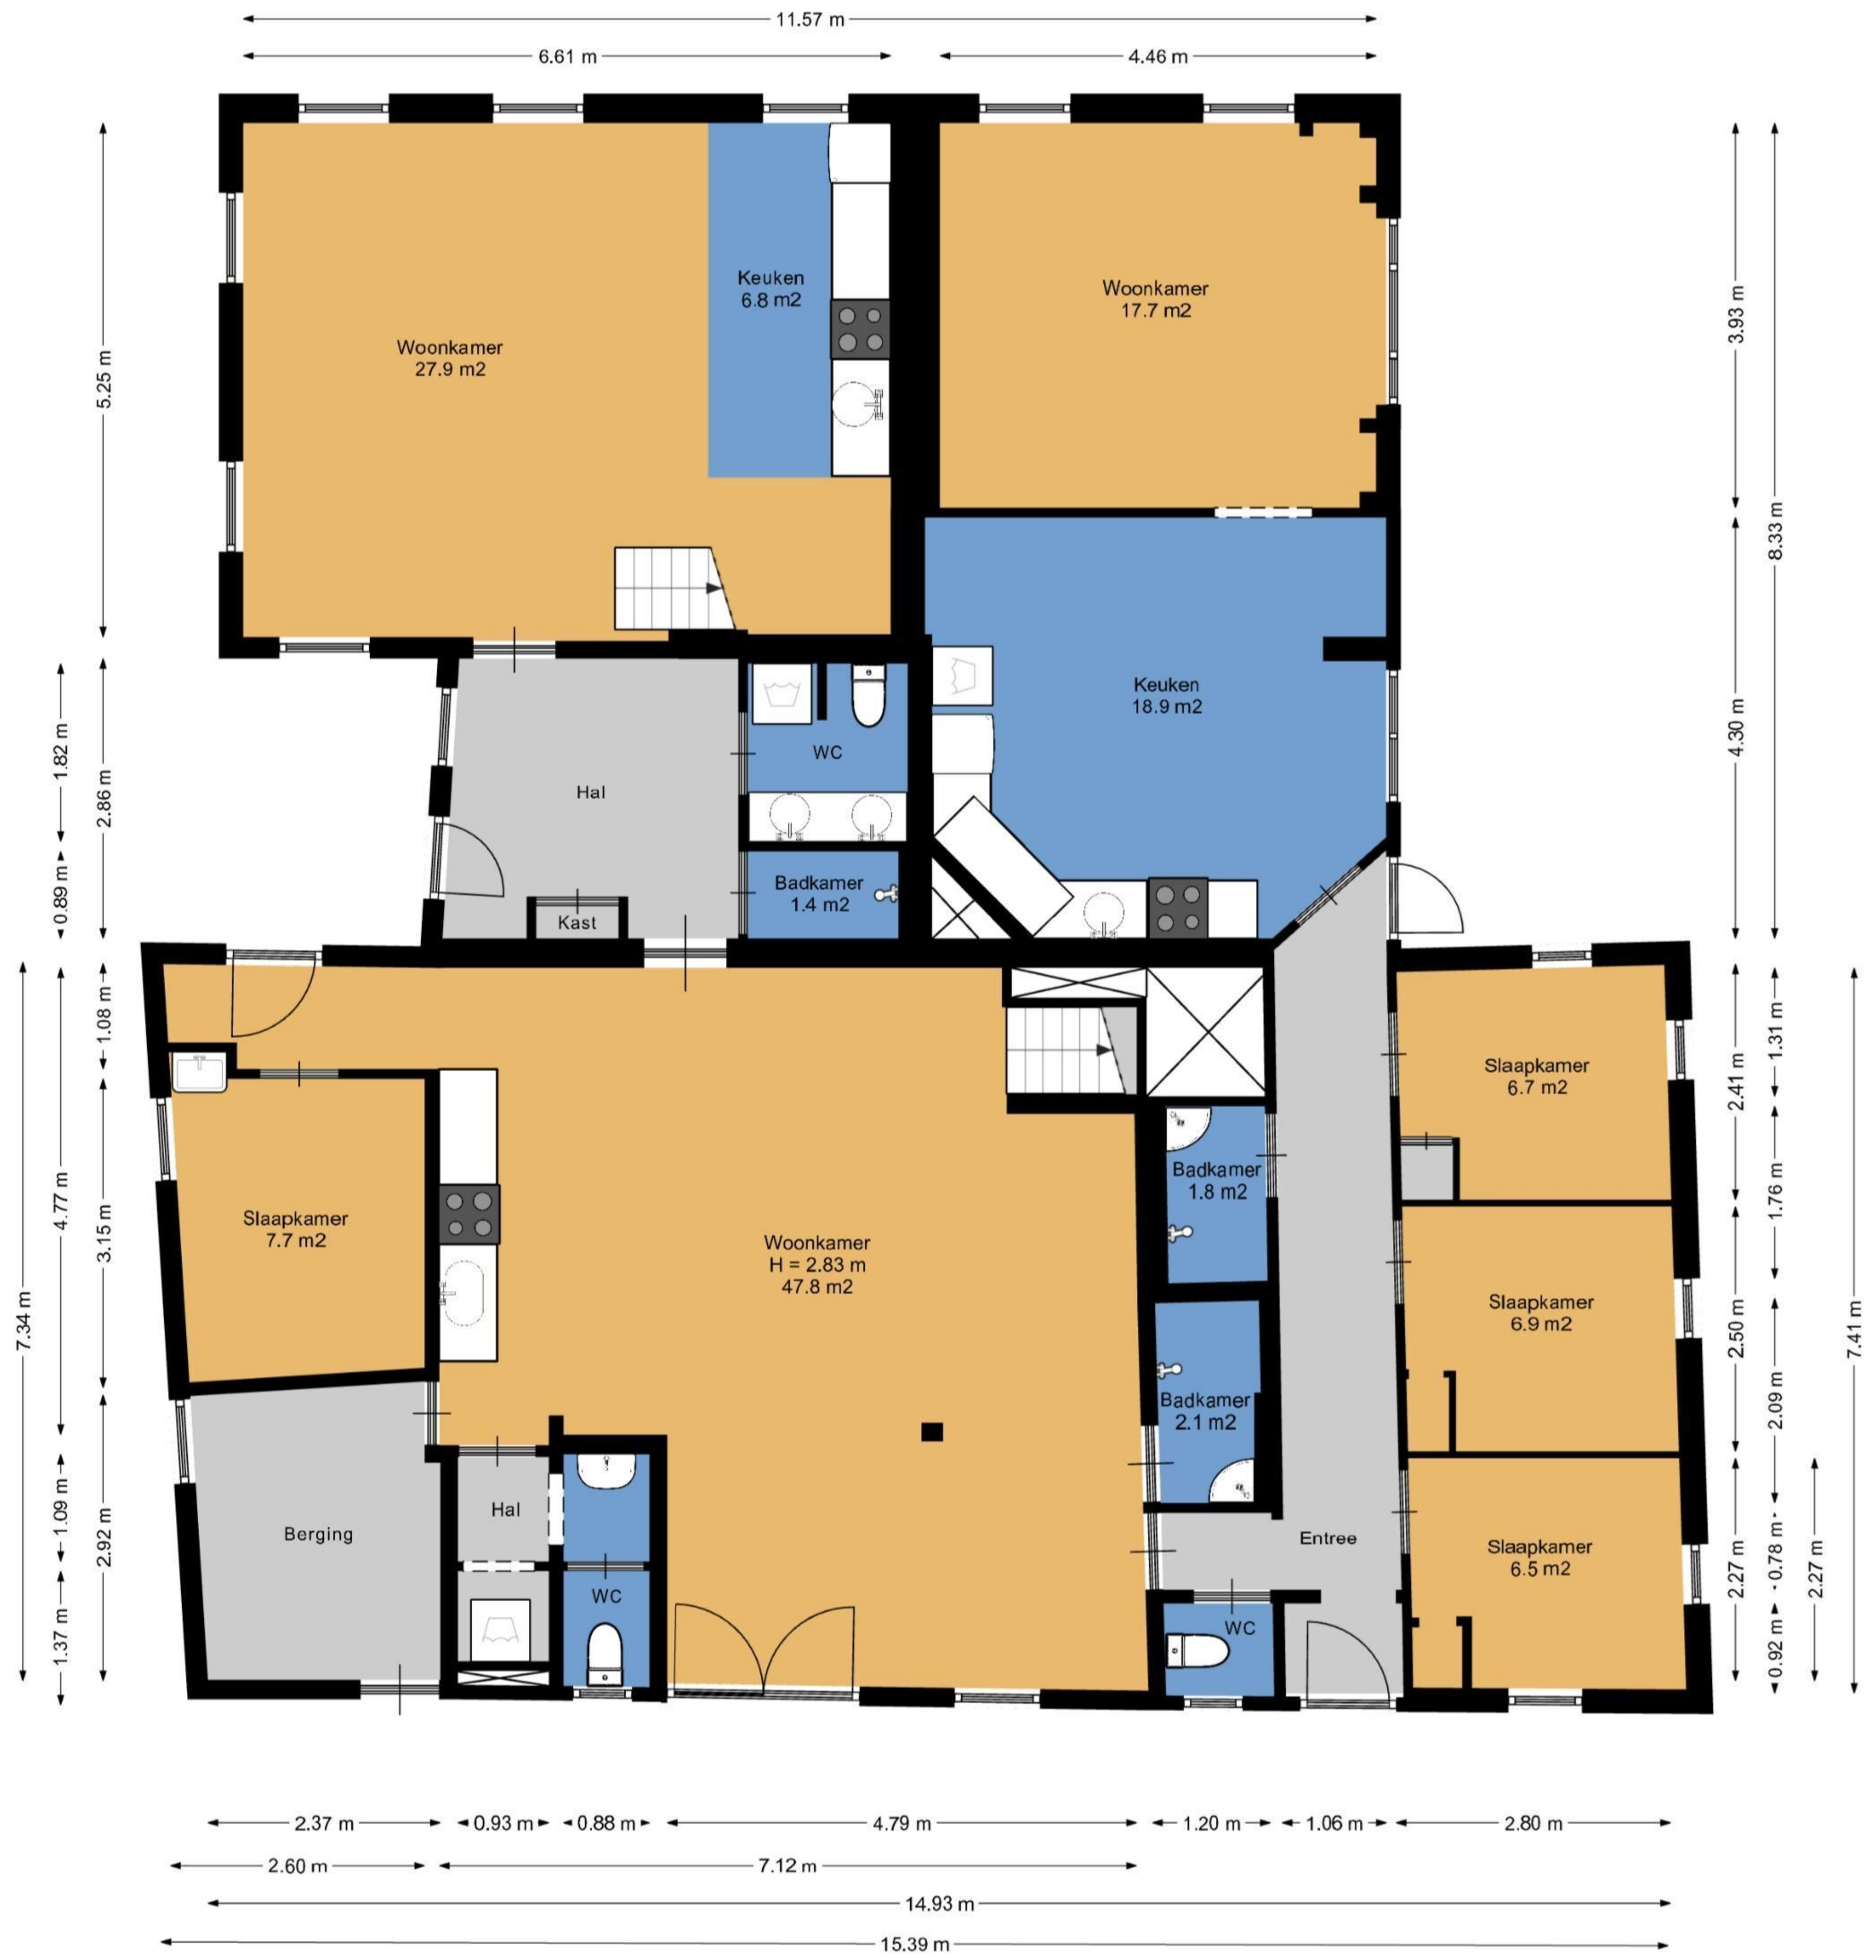 11.57 m
6.61 m
4.46 m
5.25 m
3.93 m
8.33 m
Keuken
6.8 m2
Woonkamer
17.7 m2
Woonkamer
27.9 m2
Keuken
18.9 m2
4.30 m
1.82 m
2.86 m
0.89 m
Hal
WC
Badkamer
1.4 m2
Kast
1.08 m
4.77 m
3.15 m
7.34 m
1.09 m
2.92 m
1.37 m
Slaapkamer
6.7 m2
2.41 m
1.31 m
1.76 m
Badkamer
1.8 m2
Slaapkamer
7.7 m2
Woonkamer
H = 2.83 m
47.8 m2
Slaapkamer
6.9 m2
2.50 m
2.09 m
7.41 m
Badkamer
2.1 m2
Hal
Berging
Entree
Slaapkamer
6.5 m2
2.27 m
0.78 m
2.27 m
0.92 m
WC
WC
2.37 m
0.93 m
0.88 m
4.79 m
1.20 m
1.06 m
2.80 m
2.60 m
7.12 m
14.93 m
15.39 m